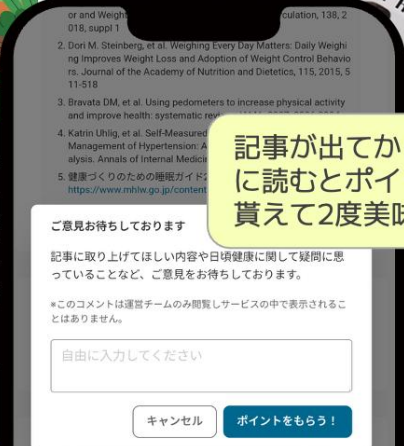 or and Weight
culation, 138, 2
018, suppl 1
2. Dori M. Steinberg, et al. Weighing Every Day Matters: Daily Weighi
ng Improves Weight Loss and Adoption of Weight Control Behavio
rs. Journal of the Academy of Nutrition and Dietetics, 115, 2015, 5
11-518
3. Bravata DM, et al. Using pedometers to increase physical activity
and improve health: systematic
4. Katrin Uhlig, et al. Self-Measured
Management of Hypertension: A
alysis. Annals of Internal Medicin
5. 健康づくりのための睡眠ガイド2
https://www.mhlw.go.jp/content
記事が出てか
に読むとポイ
貰えて2度美味
ご意見お待ちしております
記事に取り上げてほしい内容や日頃健康に関して疑問に思
っていることなど、ご意見をお待ちしております。
*このコメントは運営チームのみ閲覧しサービスの中で表示されるこ
とはありません。
自由に入力してください
キャンセル
ポイントをもらう！